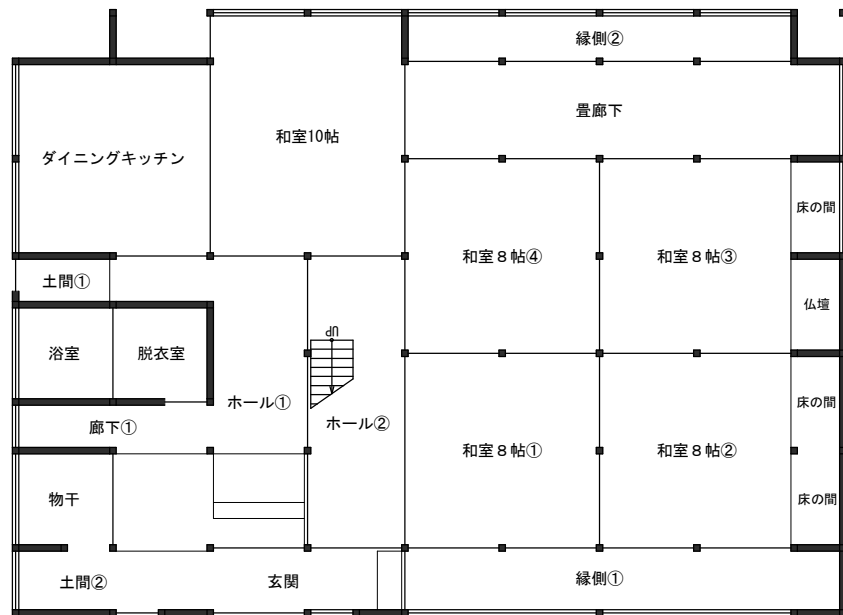 縁側②
畳廊下
和室10帖
ダイニングキッチン
床の間
和室８帖④
和室８帖③
土間①
仏壇
UP
浴室
脱衣室
ホール①
床の間
ホール②
廊下①
和室８帖①
和室８帖②
物干
床の間
土間②
玄関
縁側①